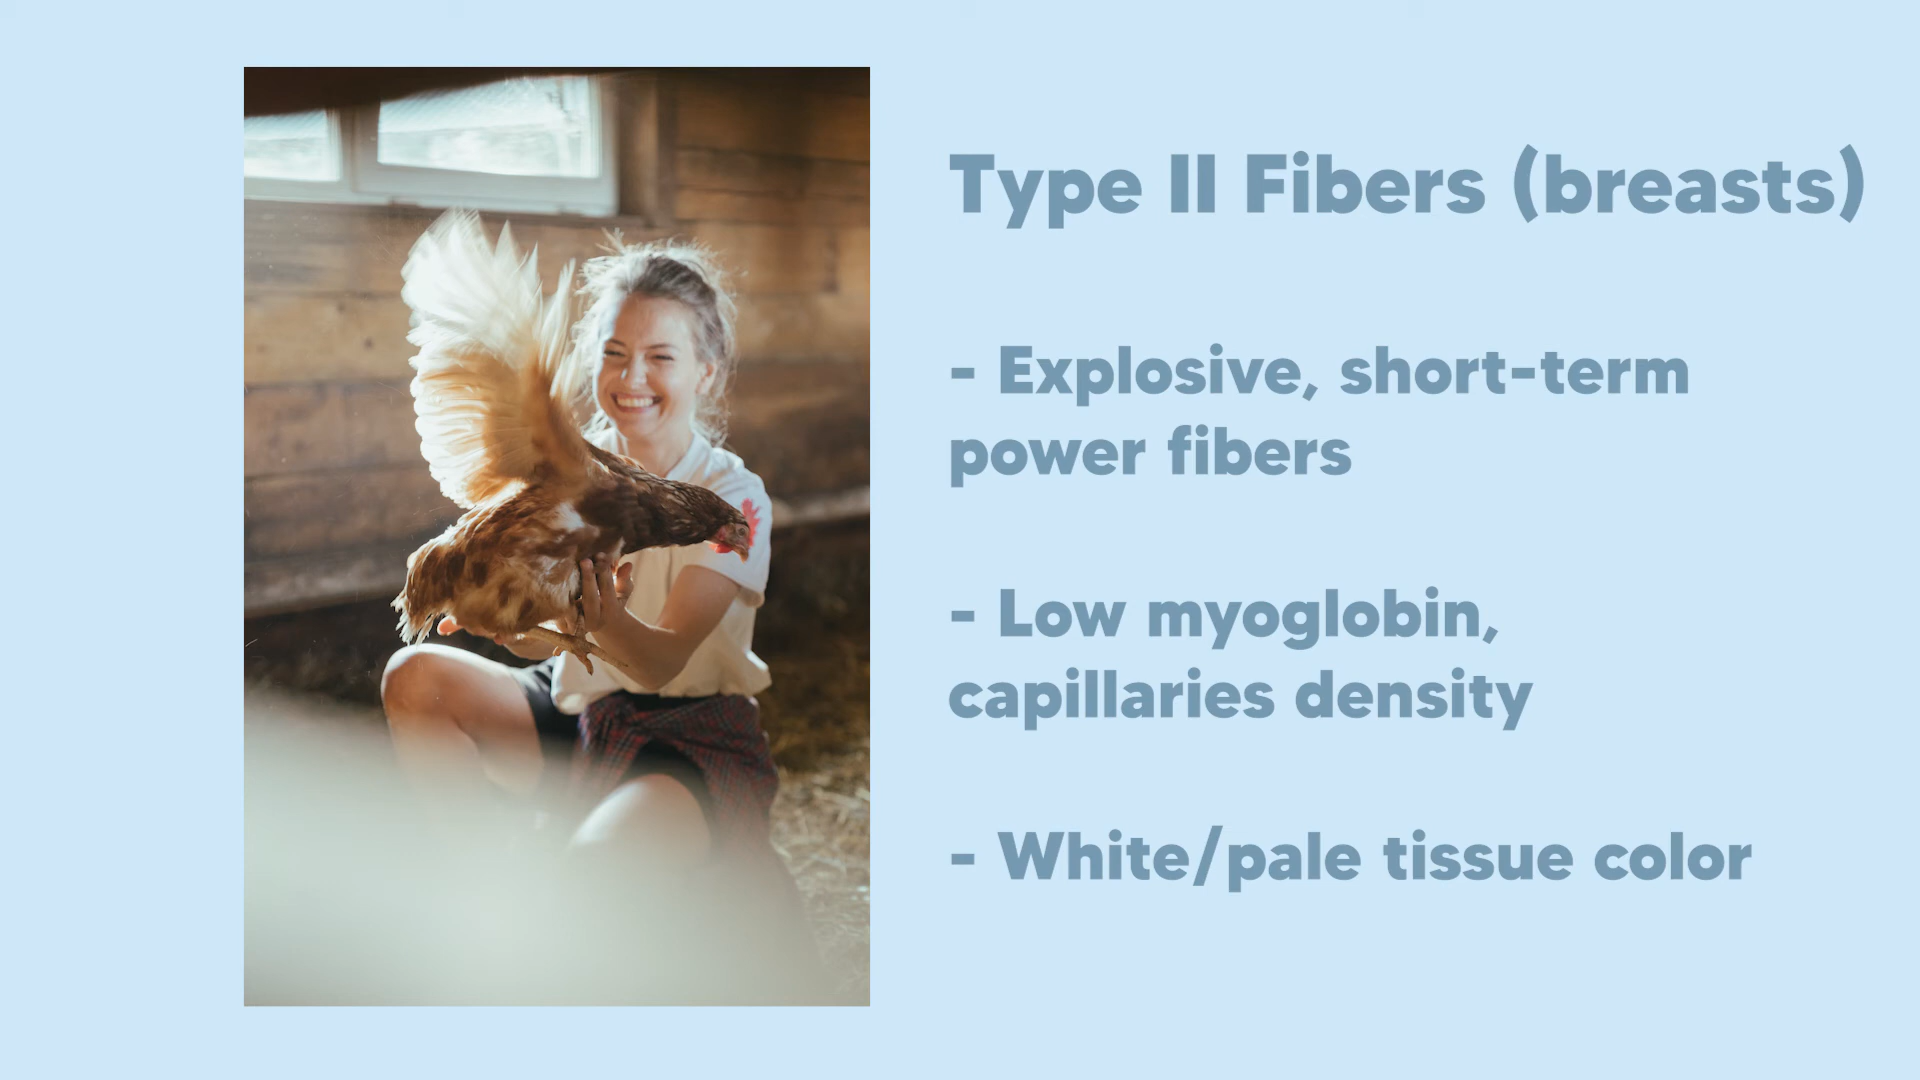 Type II Fibers (breasts)
- Explosive, short-term
power fibers
- Low myoglobin,
capillaries density
- White/pale tissue color